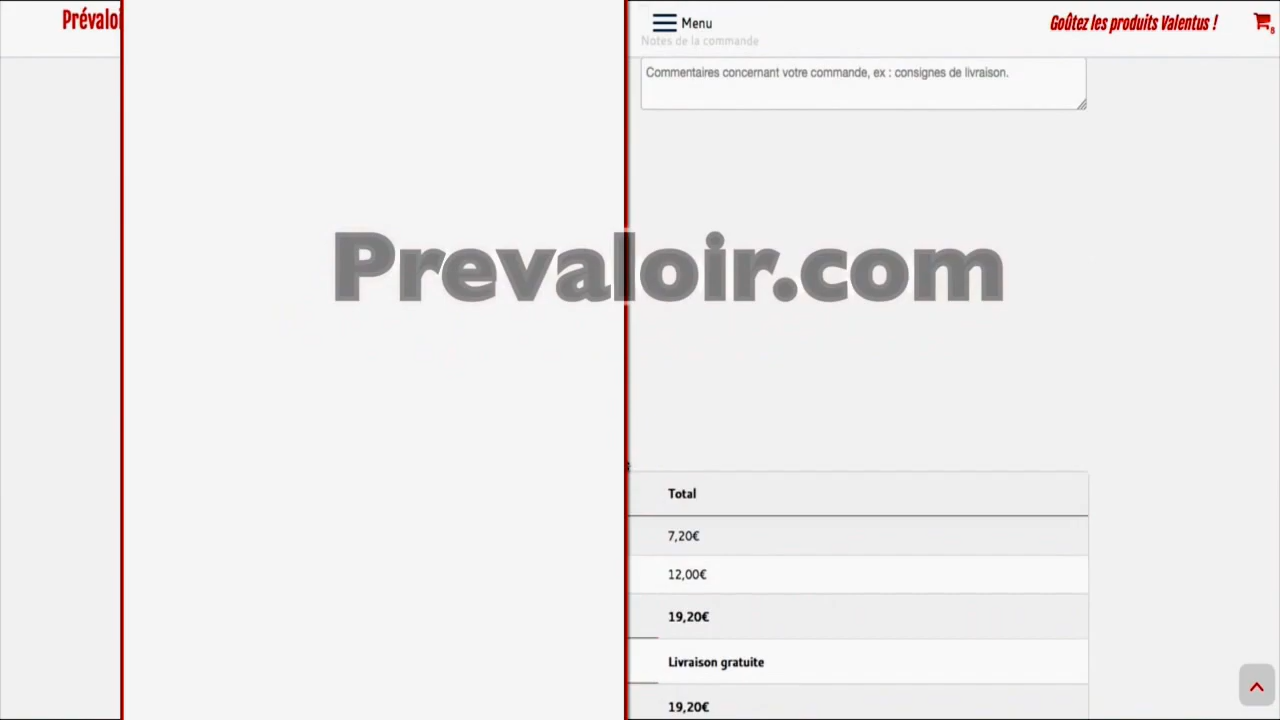 Prévaloi
Menu
Goûtez les produits Valentus !
Notes de la commande
Commentaires concernant votre commande, ex : consignes de livraison.
Prevaloir.com
Total
7,20€
12,00€
19,20€
Livraison gratuite
19,20€